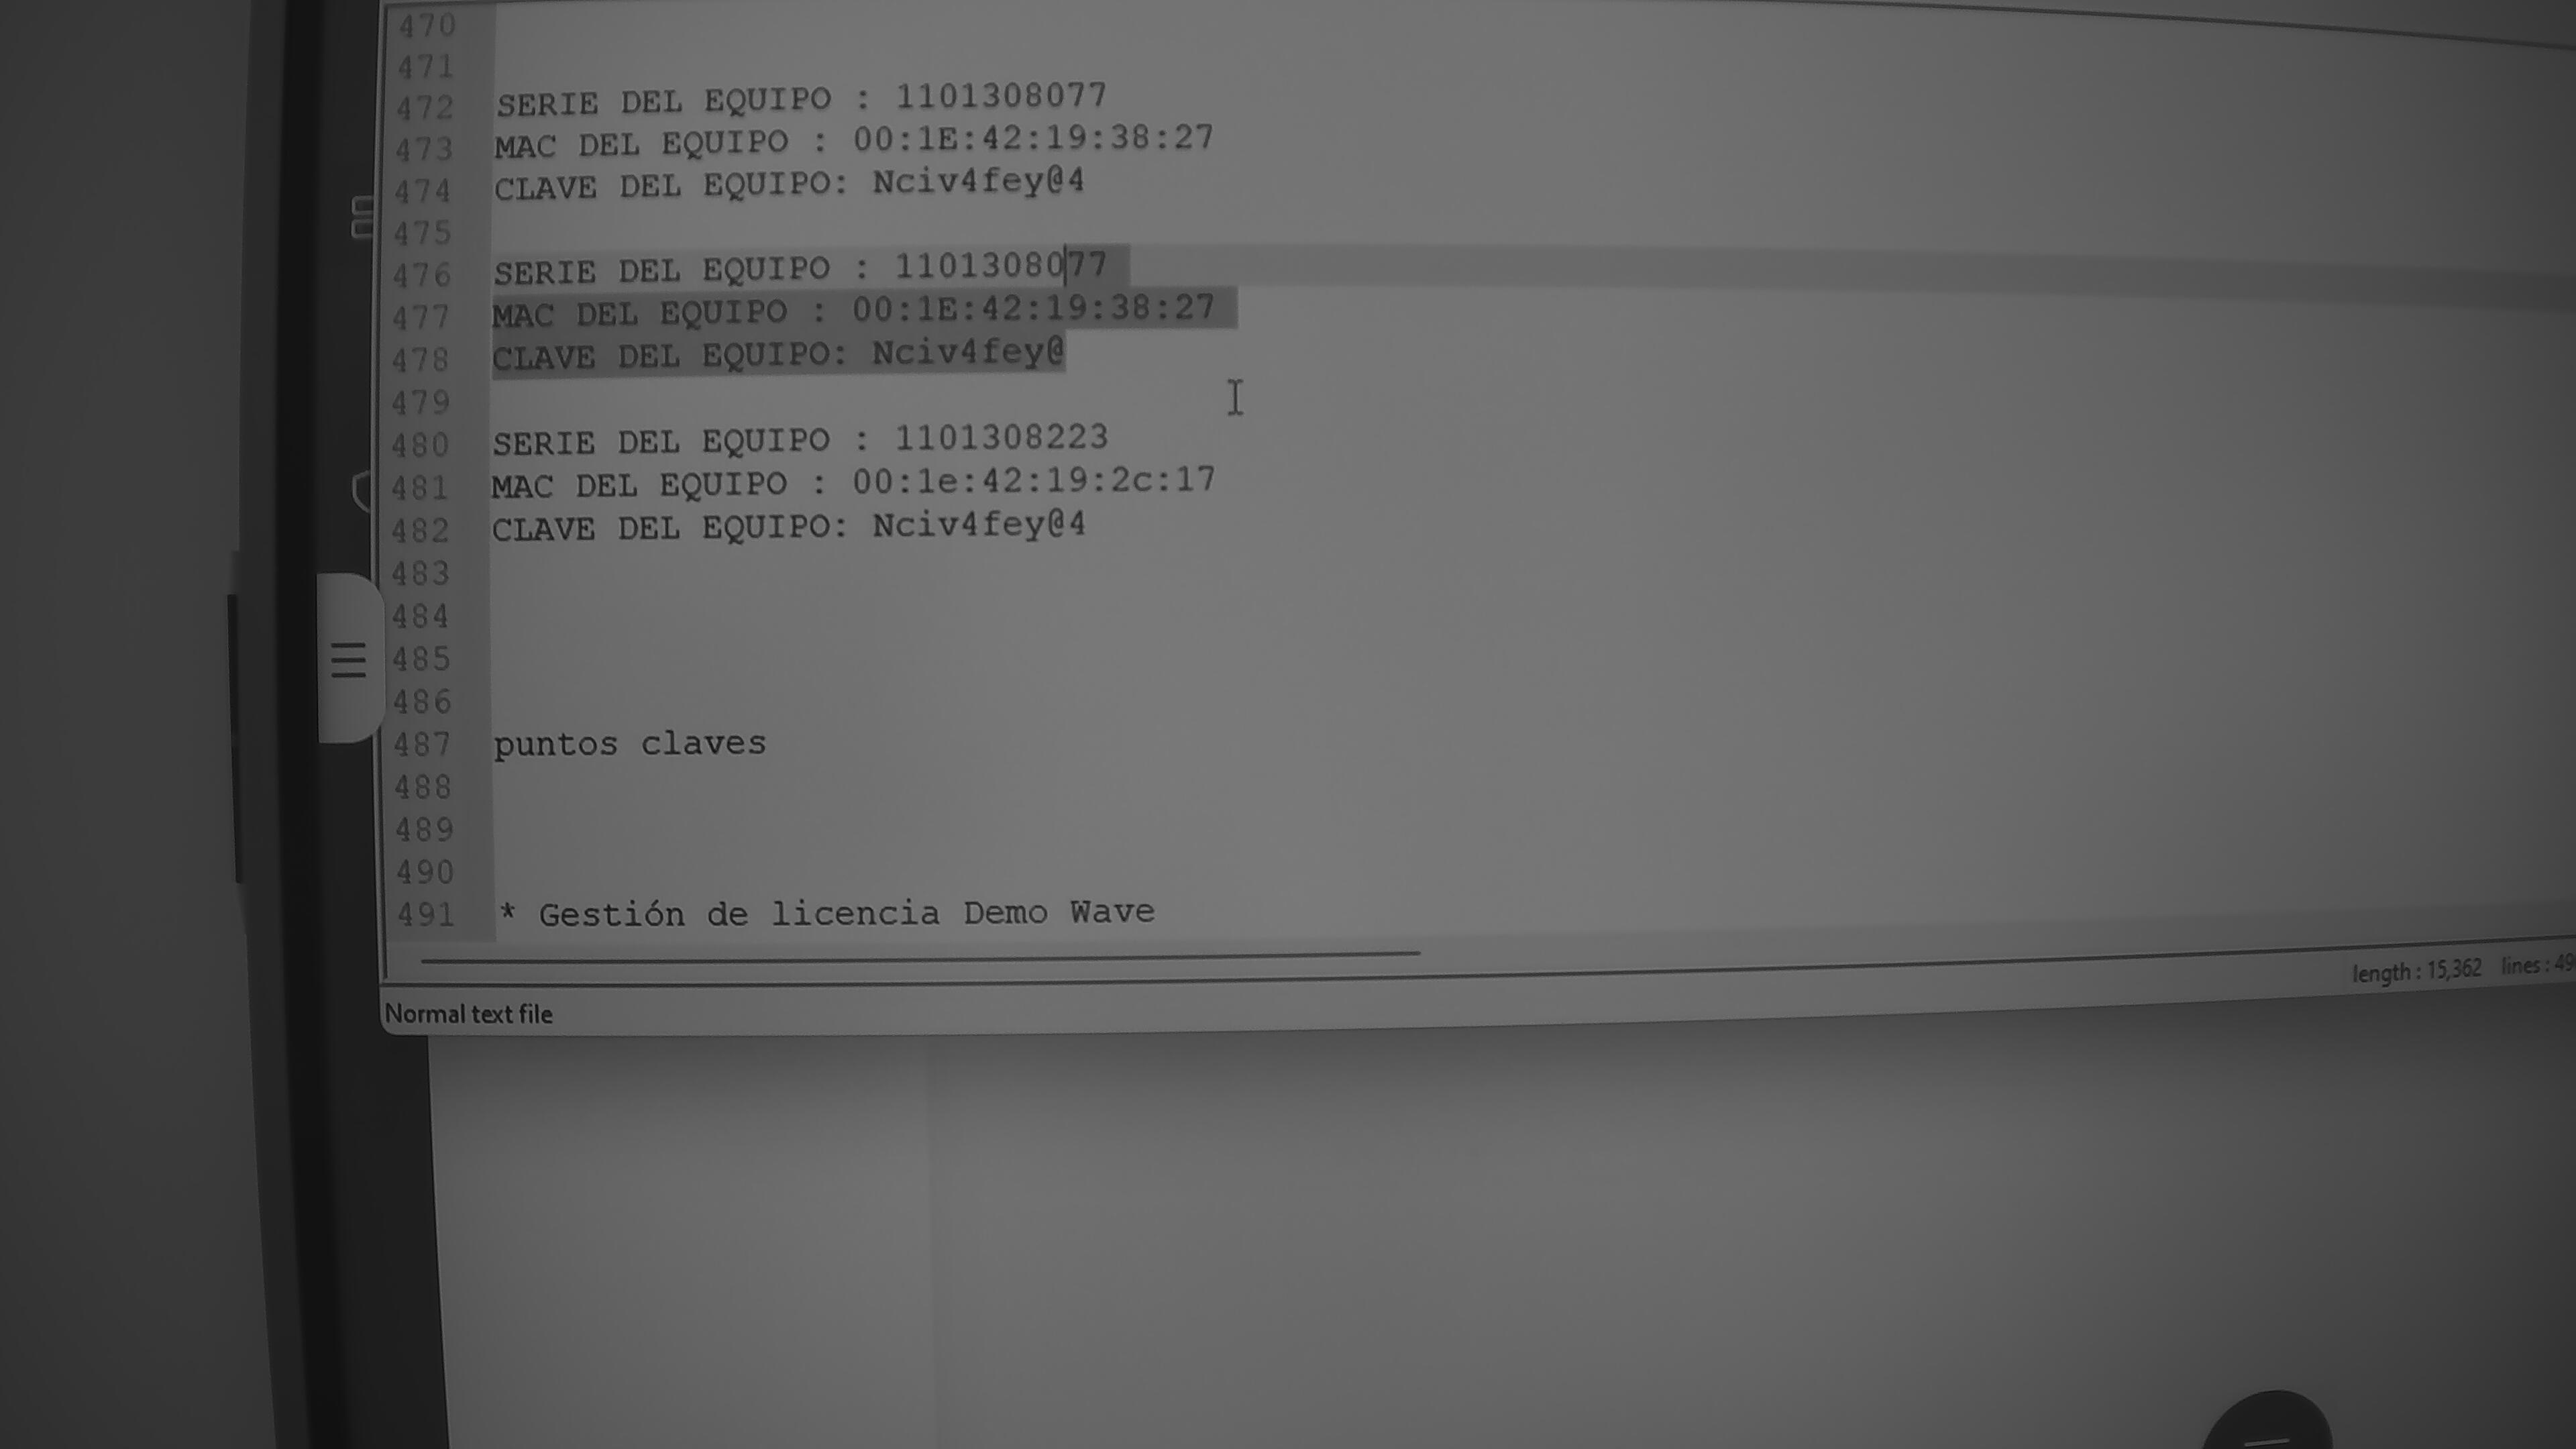 470
471
472 SERIE DEL EQUIPO : 1101308077
473 MAC DEL EQUIPO : 00:1E:42:19:38:27
474 CLAVE DEL EQUIPO: Nciv4fey@4
475
476 SERIE DEL EQUIPO : 1101308077
477 MAC DEL EQUIPO : 00:1E:42:19:38:27
478 CLAVE DEL EQUIPO: Nciv4fey@
479
480 SERIE DEL EQUIPO : 1101308223
481 MAC DEL EQUIPO : 00:1e:42:19:2c:17
482 CLAVE DEL EQUIPO: Nciv4fey@4
483
484
485
486
487 puntos claves
488
489
490
491 * Gestión de licencia Demo Wave
length : 15,362 lines : 49
Normal text file